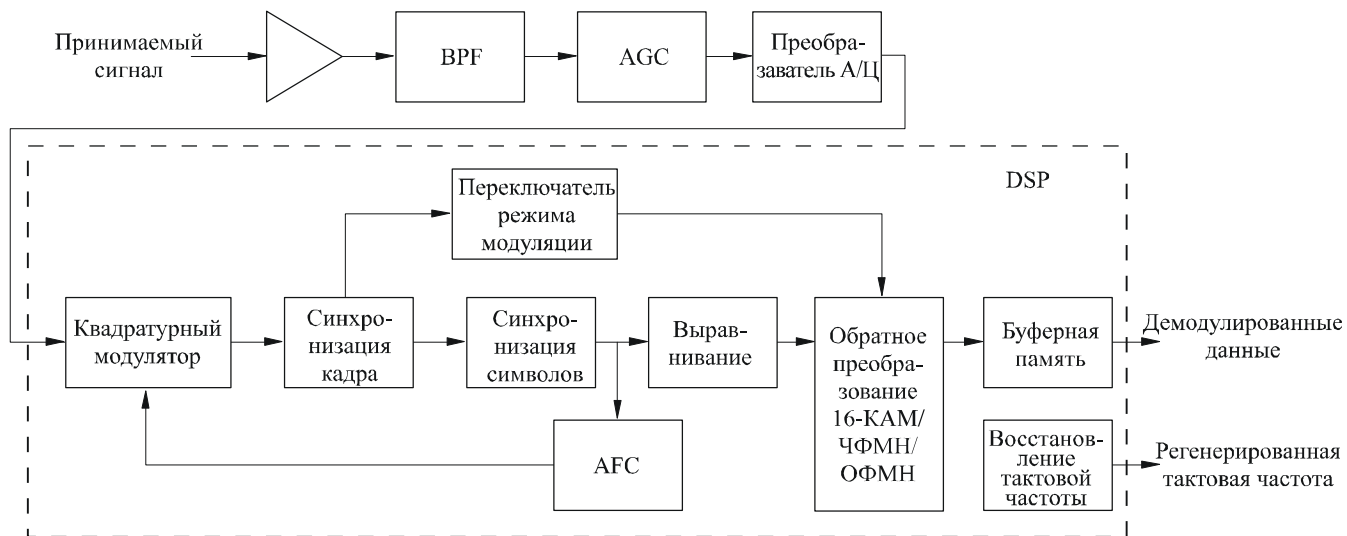 Принимаемый
сигнал
BPF
AGC
Преобра-
заватель А/Ц
DSP
Переключатель
режима
модуляции
Квадратурный
модулятор
Синхро-
низация
кадра
Синхро-
низация
символов
Вырав-
нивание
Обратное
преобра-
зование
16-КАМ/
ЧФМН/
ОФМН
Буферная
память
Демодулированные
данные
AFC
Восстанов-
ление
тактовой
частоты
Регенерированная
тактовая частота